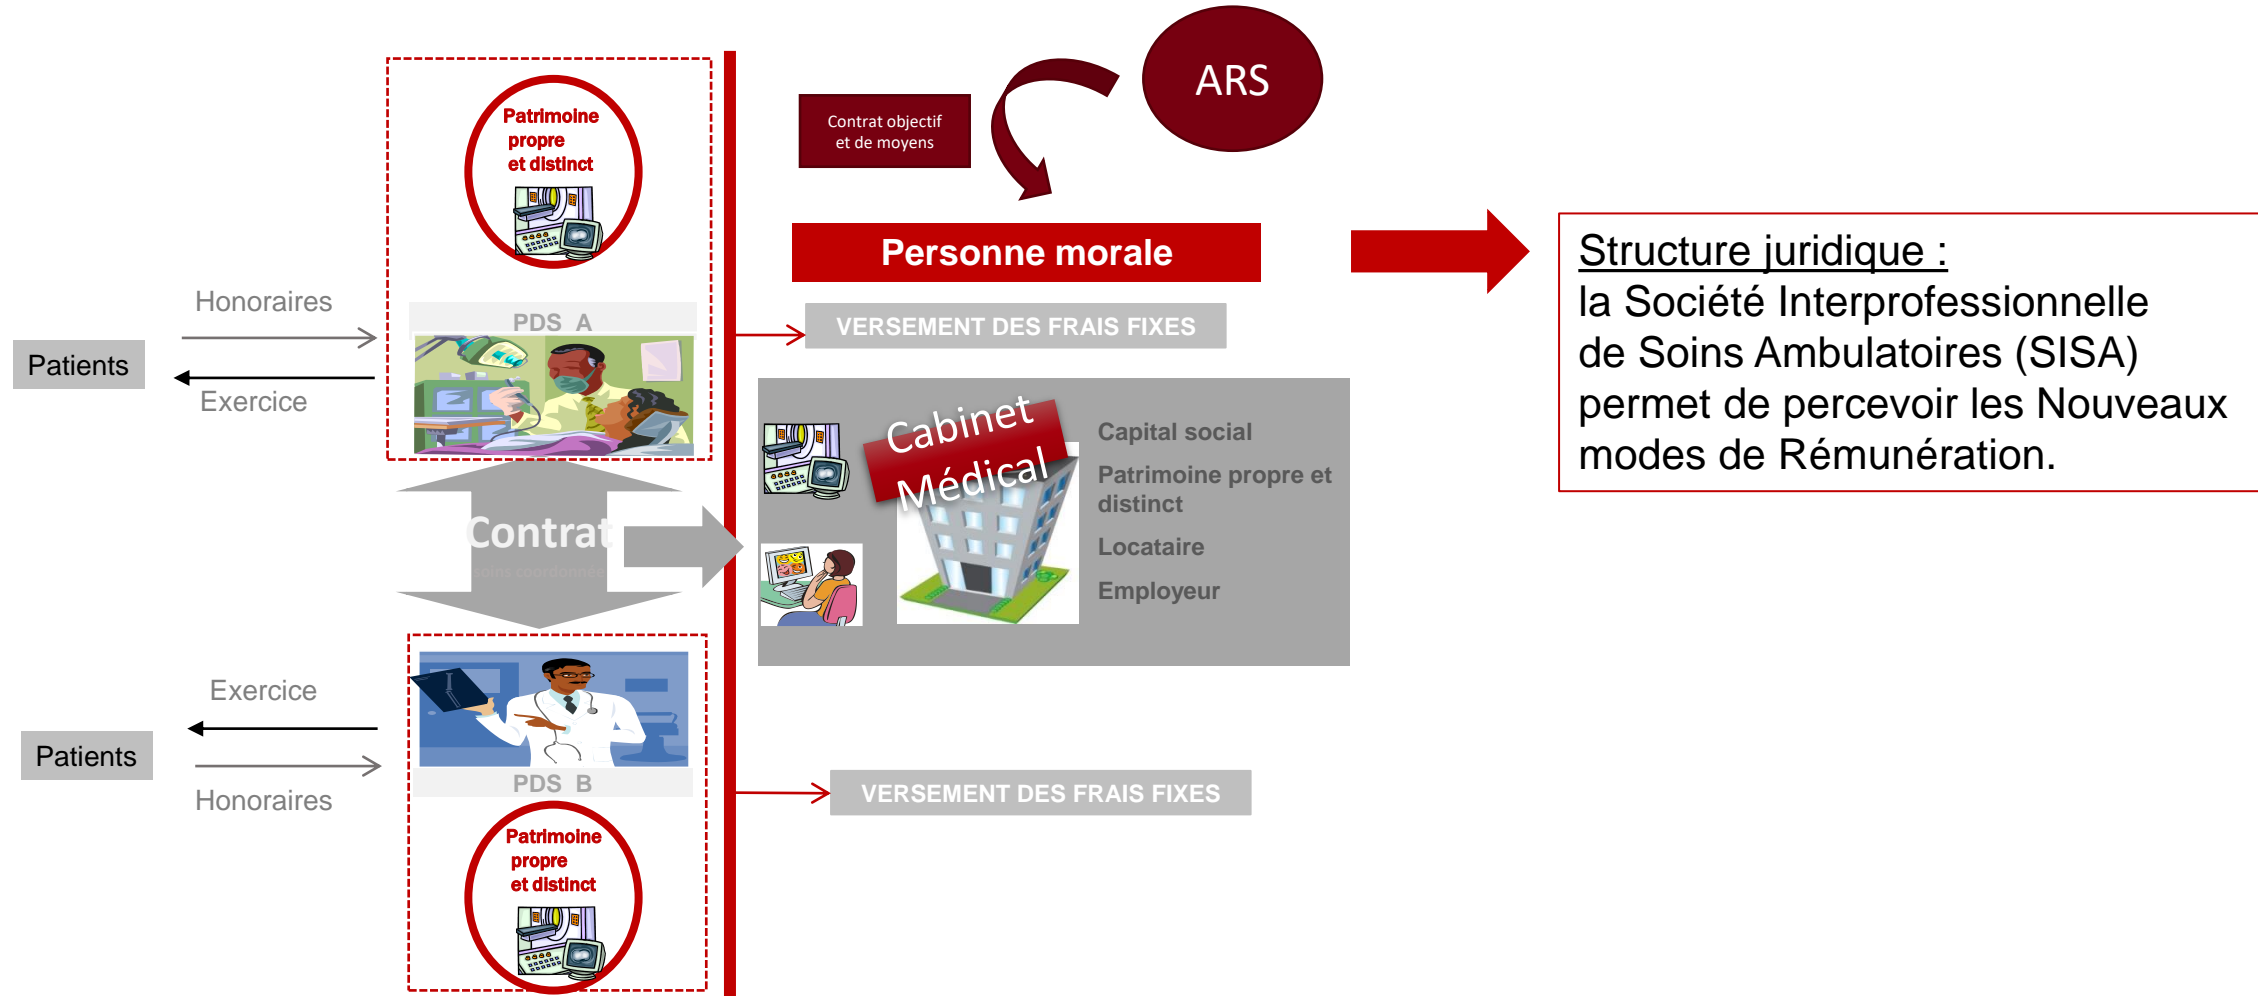 Patrimoine
propre
et distinct
Honoraires
Patients
Exercice
PDS A
Contrat
soins coordonnés
Exercice
Patients
Honoraires
PDS B
Patrimoine
propre
et distinct
ARS
Contrat objectif
et de moyens
Personne morale
VERSEMENT DES FRAIS FIXES
Cabinet
Médical
Capital social
Patrimoine propre et
distinct
Locataire
Employeur
VERSEMENT DES FRAIS FIXES
Structure juridique :
la Société Interprofessionnelle
de Soins Ambulatoires (SISA)
permet de percevoir les Nouveaux
modes de Rémunération.